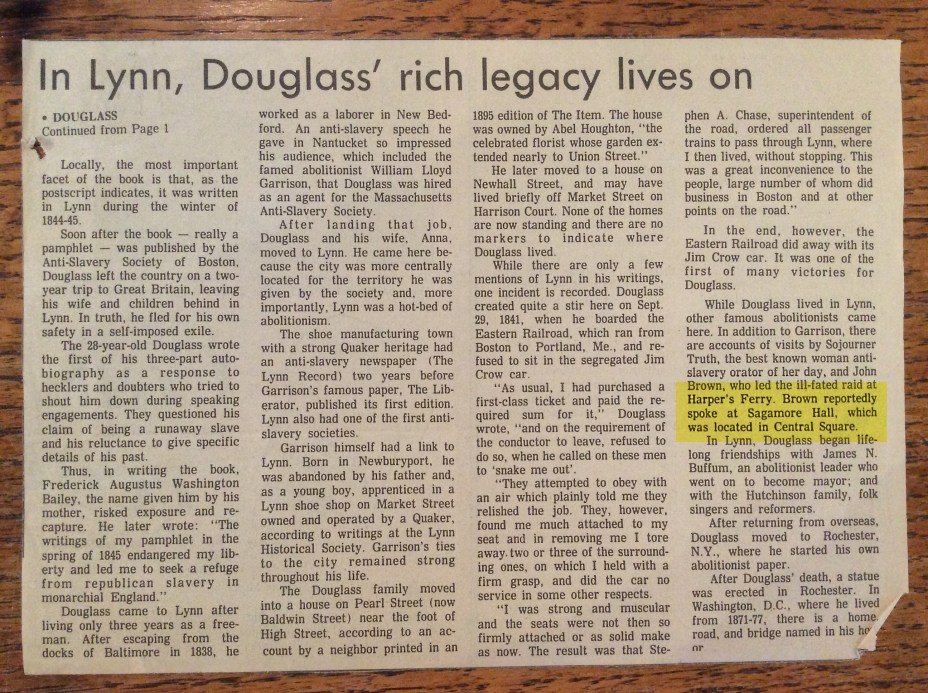 In Lynn, Douglass' rich legacy lives on
• DOUGLASS
Continued from Page 1
Locally, the most important
facet of the book is that, as the
postscript indicates, it was written
in Lynn during the winter of
1844-45.
Soon after the book — really a
pamphlet — was published by the
Anti-Slavery Society of Boston,
Douglass left the country on a two-
year trip to Great Britain, leaving
his wife and children behind in
Lynn. In truth, he fled for his own
safety in a self-imposed exile.
The 28-year-old Douglass wrote
the first of his three-part auto-
biography as a response to
hecklers and doubters who tried to
shout him down during speaking
engagements. They questioned his
claim of being a runaway slave
and his reluctance to give specific
details of his past.
Thus, in writing the book,
Frederick Augustus Washington
Bailey, the name given him by his
mother, risked exposure and re-
capture. He later wrote: "The
writings of my pamphlet in the
spring of 1845 endangered my lib-
erty and led me to seek a refuge
from republican slavery in
monarchial England."
Douglass came to Lynn after
living only three years as a free-
man. After escaping from the
docks of Baltimore in 1838, he
worked as a laborer in New Bed-
ford. An anti-slavery speech he
gave in Nantucket so impressed
his audience, which included the
famed abolitionist William Lloyd
Garrison, that Douglass was hired
as an agent for the Massachusetts
Anti-Slavery Society.
After landing that job,
Douglass and his wife, Anna,
moved to Lynn. He came here be-
cause the city was more centrally
located for the territory he was
given by the society and, more
importantly, Lynn was a hot-bed of
abolitionism.
The shoe manufacturing town
with a strong Quaker heritage had
an anti-slavery newspaper (The
Lynn Record) two years before
Garrison's famous paper, The Lib-
erator, published its first edition.
Lynn also had one of the first anti-
slavery societies.
Garrison himself had a link to
Lynn. Born in Newburyport, he
was abandoned by his father and,
as a young boy, apprenticed in a
Lynn shoe shop on Market Street
owned and operated by a Quaker,
according to writings at the Lynn
Historical Society. Garrison's ties
to the city remained strong
throughout his life.
The Douglass family moved
into a house on Pearl Street (now
Baldwin Street) near the foot of
High Street, according to an ac-
count by a neighbor printed in an
1895 edition of The Item. The house
was owned by Abel Houghton, "the
celebrated florist whose garden ex-
tended nearly to Union Street."
He later moved to a house on
Newhall Street, and may have
lived briefly off Market Street on
Harrison Court. None of the homes
are now standing and there are no
markers to indicate where
Douglass lived.
While there are only a few
mentions of Lynn in his writings,
one incident is recorded. Douglass
created quite a stir here on Sept.
29, 1841, when he boarded the
Eastern Railroad, which ran from
Boston to Portland, Me., and re-
fused to sit in the segregated Jim
Crow car.
"As usual, I had purchased a
first-class ticket and paid the re-
quired sum for it," Douglass
wrote, "and on the requirement of
the conductor to leave, refused to
do so, when he called on these men
to 'snake me out'.
"They attempted to obey with
an air which plainly told me they
relished the job. They, however,
found me much attached to my
seat and in removing me I tore
away.two or three of the surround-
ing ones, on which I held with a
firm grasp, and did the car no
service in some other respects.
"I was strong and muscular
and the seats were not then so
firmly attached or as solid make
as now. The result was that Ste-
phen A. Chase, superintendent of
the road, ordered all passenger
trains to pass through Lynn, where
I then lived, without stopping. This
was a great inconvenience to the
people, large number of whom did
business in Boston and at other
points on the road."
In the end, however, the
Eastern Railroad did away with its
Jim Crow car. It was one of the
first of many victories for
Douglass.
While Douglass lived in Lynn,
other famous abolitionists came
here. In addition to Garrison, there
are accounts of visits by Sojourner
Truth, the best known woman anti-
slavery orator of her day, and John
Brown, who led the ill-fated raid at
Harper's Ferry. Brown reportedly
spoke at Sagamore Hall, which
was located in Central Square.
In Lynn, Douglass began life-
long friendships with James N.
Buffum, an abolitionist leader who
went on to become mayor; and
with the Hutchinson family, folk
singers and reformers.
After returning from overseas,
Douglass moved to Rochester,
N.Y., where he started his own
abolitionist paper.
After Douglass' death, a statue
was erected in Rochester. In
Washington, D.C., where he lived
from 1871-77, there is a home,
road, and bridge named in his
or